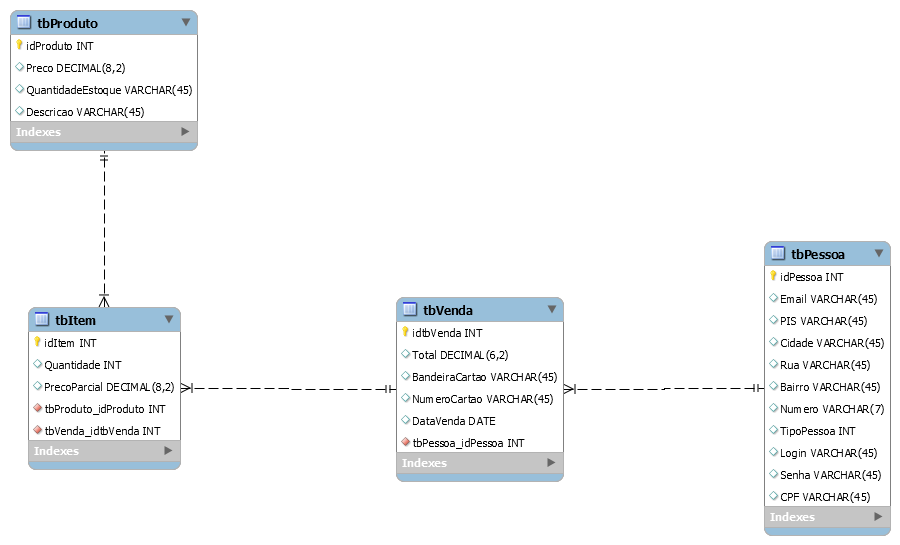 tbProduto
idProduto INT
Preco DECIMAL(8,2)
QuantidadeEstoque VARCHAR(45)
Descricao VARCHAR(45)
Indexes
tbItem
idItem INT
Quantidade INT
PrecoParcial DECIMAL(8,2)
tbProduto_idProduto INT
tbVenda_idtbVenda INT
Indexes
tbVenda
idtbVenda INT
Total DECIMAL(6,2)
BandeiraCartao VARCHAR(45)
NumeroCartao VARCHAR(45)
DataVenda DATE
tbPessoa_idPessoa INT
Indexes
tbPessoa
idPessoa INT
Email VARCHAR(45)
PIS VARCHAR(45)
Cidade VARCHAR(45)
Rua VARCHAR(45)
Bairro VARCHAR(45)
Numero VARCHAR(7)
TipoPessoa INT
Login VARCHAR(45)
Senha VARCHAR(45)
CPF VARCHAR(45)
Indexes